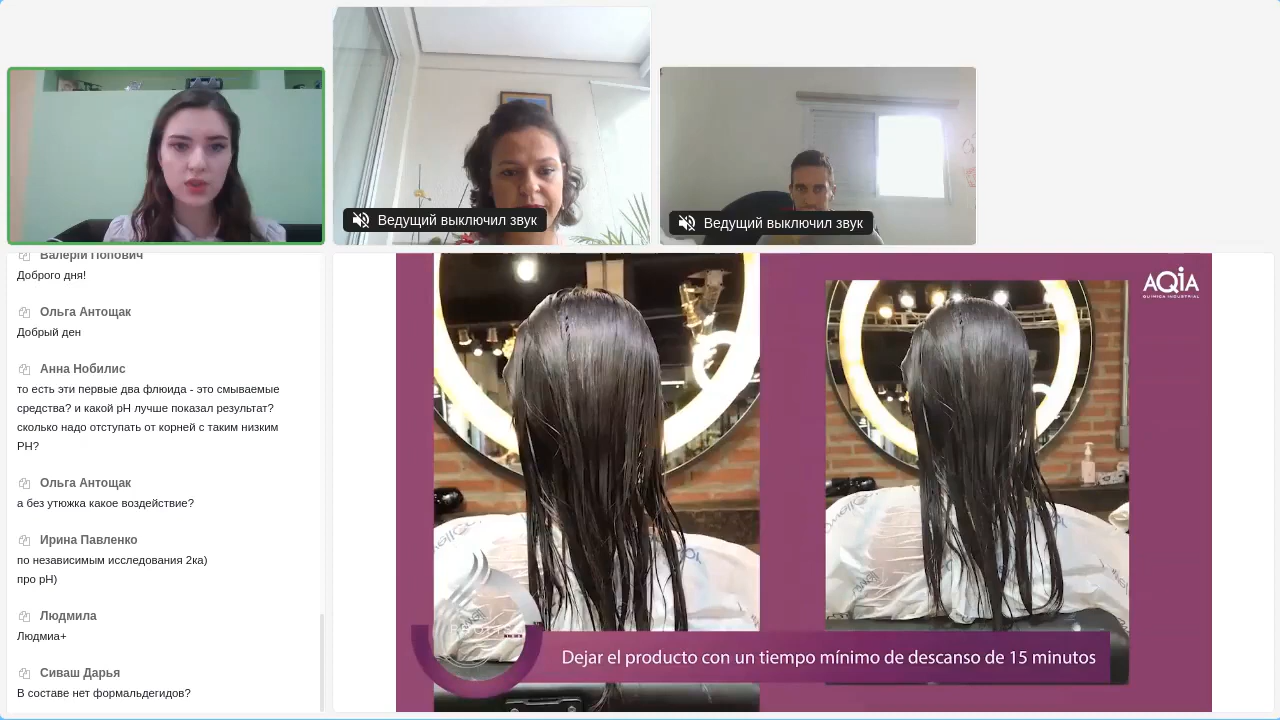 Ведущий выключил звук
Ведущий выключил звук
Валерій Попович
Доброго дня!
Ольга Антощак
Добрый ден
Анна Нобилис
то есть эти первые два флюида - это смываемые
средства? и какой pH лучше показал результат?
сколько надо отступать от корней с таким низким
PH?
Ольга Антощак
а без утюжка какое воздействие?
Ирина Павленко
по независимым исследования 2ка)
про pH)
Людмила
Людмиа+
Сиваш Дарья
В составе нет формальдегидов?
AQiA
QUÍMICA INDUSTRIAL
Dejar el producto con un tiempo mínimo de descanso de 15 minutos